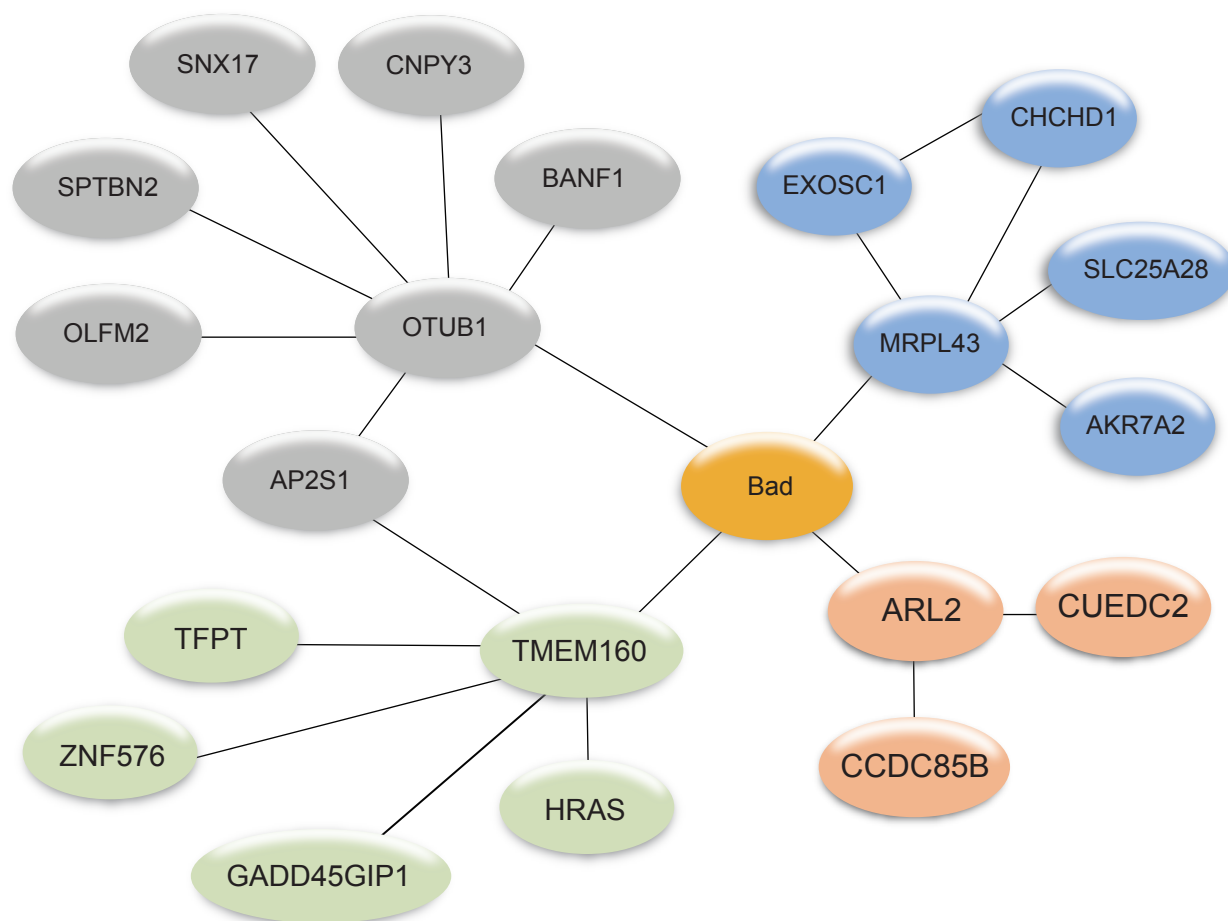 SNX17
CNPY3
CHCHD1
SPTBN2
BANF1
EXOSC1
SLC25A28
OLFM2
OTUB1
MRPL43
AKR7A2
AP2S1
Bad
ARL2
CUEDC2
TFPT
TMEM160
ZNF576
CCDC85B
HRAS
GADD45GIP1